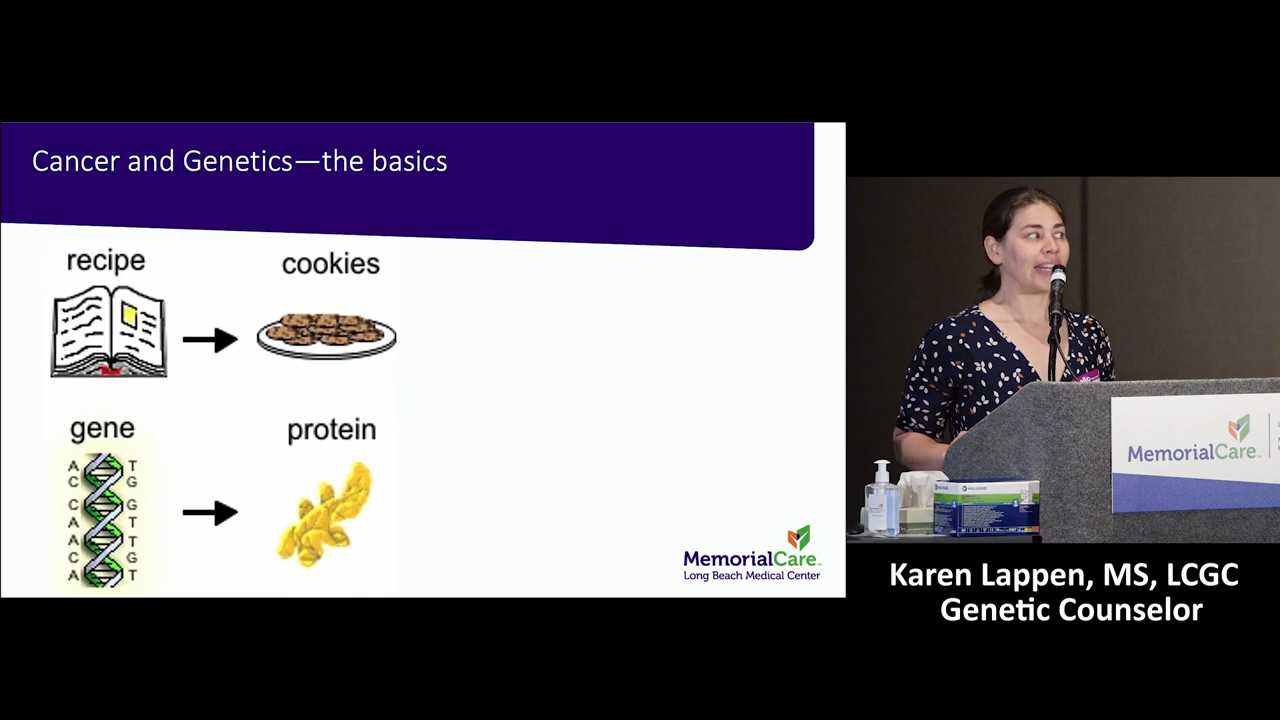 Cancer and Genetics—the basics
recipe
cookies
gene
protein
A T
C G
C G
A T
A T
C G
A T
MemorialCare
Long Beach Medical Center
MemorialCare
Karen Lappen, MS, LCGC
Genetic Counselor